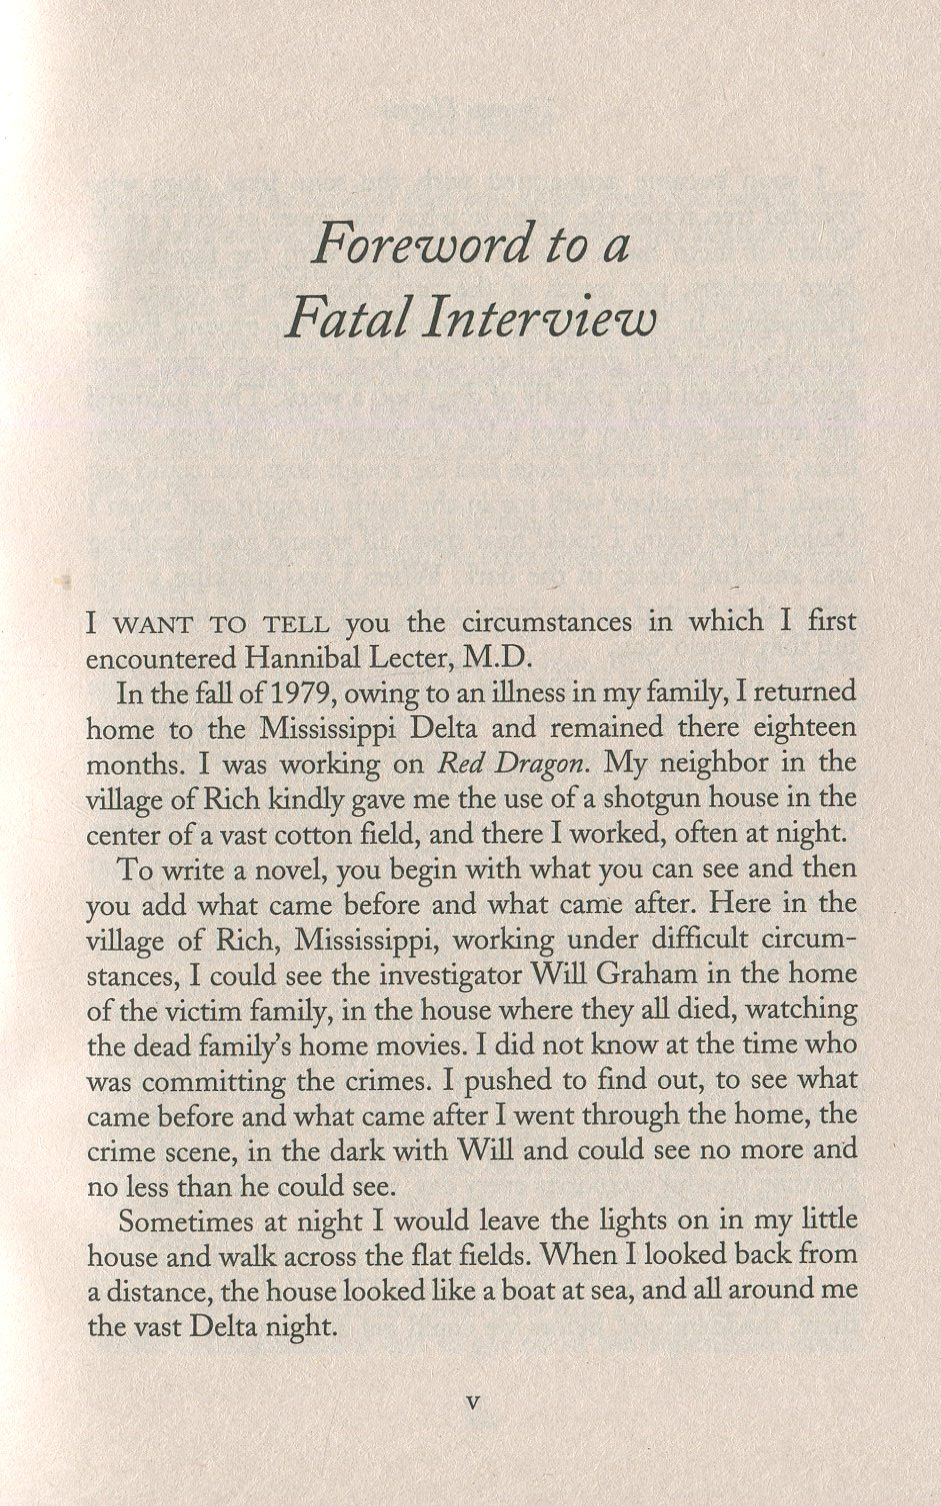 Foreword to a
Fatal Interview
I WANT TO TELL you the circumstances in which I first
encountered Hannibal Lecter, M.D.
In the fall of 1979, owing to an illness in my family, I returned
home to the Mississippi Delta and remained there eighteen
months. I was working on Red Dragon. My neighbor in the
village of Rich kindly gave me the use of a shotgun house in the
center of a vast cotton field, and there I worked, often at night.
To write a novel, you begin with what you can see and then
you add what came before and what came after. Here in the
village of Rich, Mississippi, working under difficult circum-
stances, I could see the investigator Will Graham in the home
of the victim family, in the house where they all died, watching
the dead family's home movies. I did not know at the time who
was committing the crimes. I pushed to find out, to see what
came before and what came after I went through the home, the
crime scene, in the dark with Will and could see no more and
no less than he could see.
Sometimes at night I would leave the lights on in my little
house and walk across the flat fields. When I looked back from
a distance, the house looked like a boat at sea, and all around me
the vast Delta night.
v